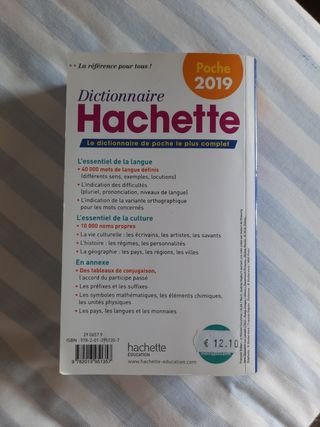 La référence pour tous !
Poche
2019
Dictionnaire
Hachette
Le dictionnaire de poche le plus complet
L'essentiel de la langue
• 40 000 mots de langue définis
(différents sens, exemples, locutions)
• L'indication des difficultés
(pluriel, prononciation, niveau de langue)
• L'indication de la variante orthographique
pour les mots concernés
L'essentiel de la culture
• 10 000 noms propres
• La vie culturelle : les écrivains, les artistes, les savants
• L'histoire : les régimes, les personnalités
• La géographie : les pays, les régions, les villes
En annexe
• Des tableaux de conjugaison,
l'accord du participe passé
• Les préfixes et les suffixes
• Les symboles mathématiques, les éléments chimiques,
les unités physiques
• Les pays, les langues et les monnaies
ISBN : 978-2-01-
hachette
ÉDUCATION
www.hachette-education.com
€ 12.10